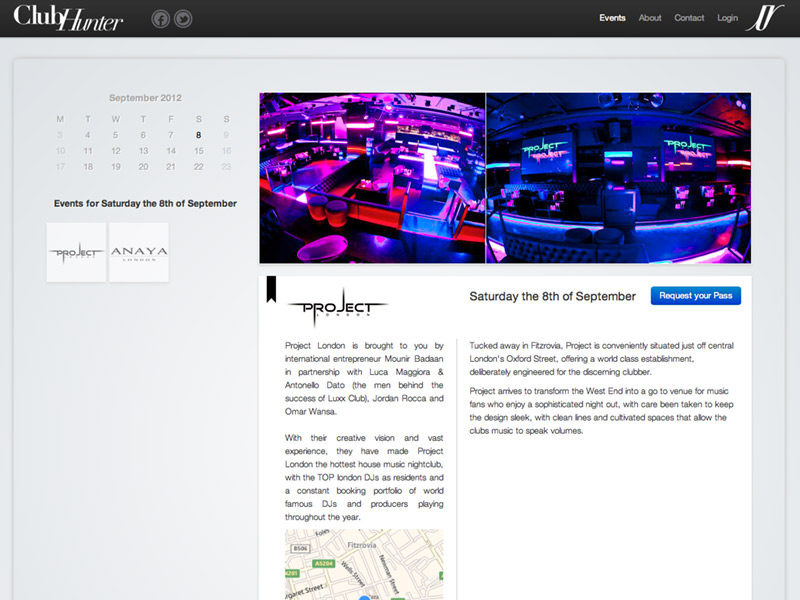 Club Hunter
Events About Contact Login
September 2012
M T W T F S S
3 4 5 6 7 8 9
10 11 12 13 14 15 16
17 18 19 20 21 22 23
Events for Saturday the 8th of September
PROJECT
ANAYA
LONDON
PROJECT
PROJECT
PROJECT
PROJECT
PROJECT
LONDON
Saturday the 8th of September
Request your Pass
Project London is brought to you by
international entrepreneur Mounir Badaan
in partnership with Luca Maggiora &
Antonello Dato (the men behind the
success of Luxx Club), Jordan Rocca and
Omar Wansa.
With their creative vision and vast
experience, they have made Project
London the hottest house music nightclub,
with the TOP london DJs as residents and
a constant booking portfolio of world
famous DJs and producers playing
throughout the year.
Tucked away in Fitzrovia, Project is conveniently situated just off central
London's Oxford Street, offering a world class establishment,
deliberately engineered for the discerning clubber.
Project arrives to transform the West End into a go to venue for music
fans who enjoy a sophisticated night out, with care been taken to keep
the design sleek, with clean lines and cultivated spaces that allow the
clubs music to speak volumes.
B506
Fitzrovia
A5204
Wells Street
Newman Street
4201